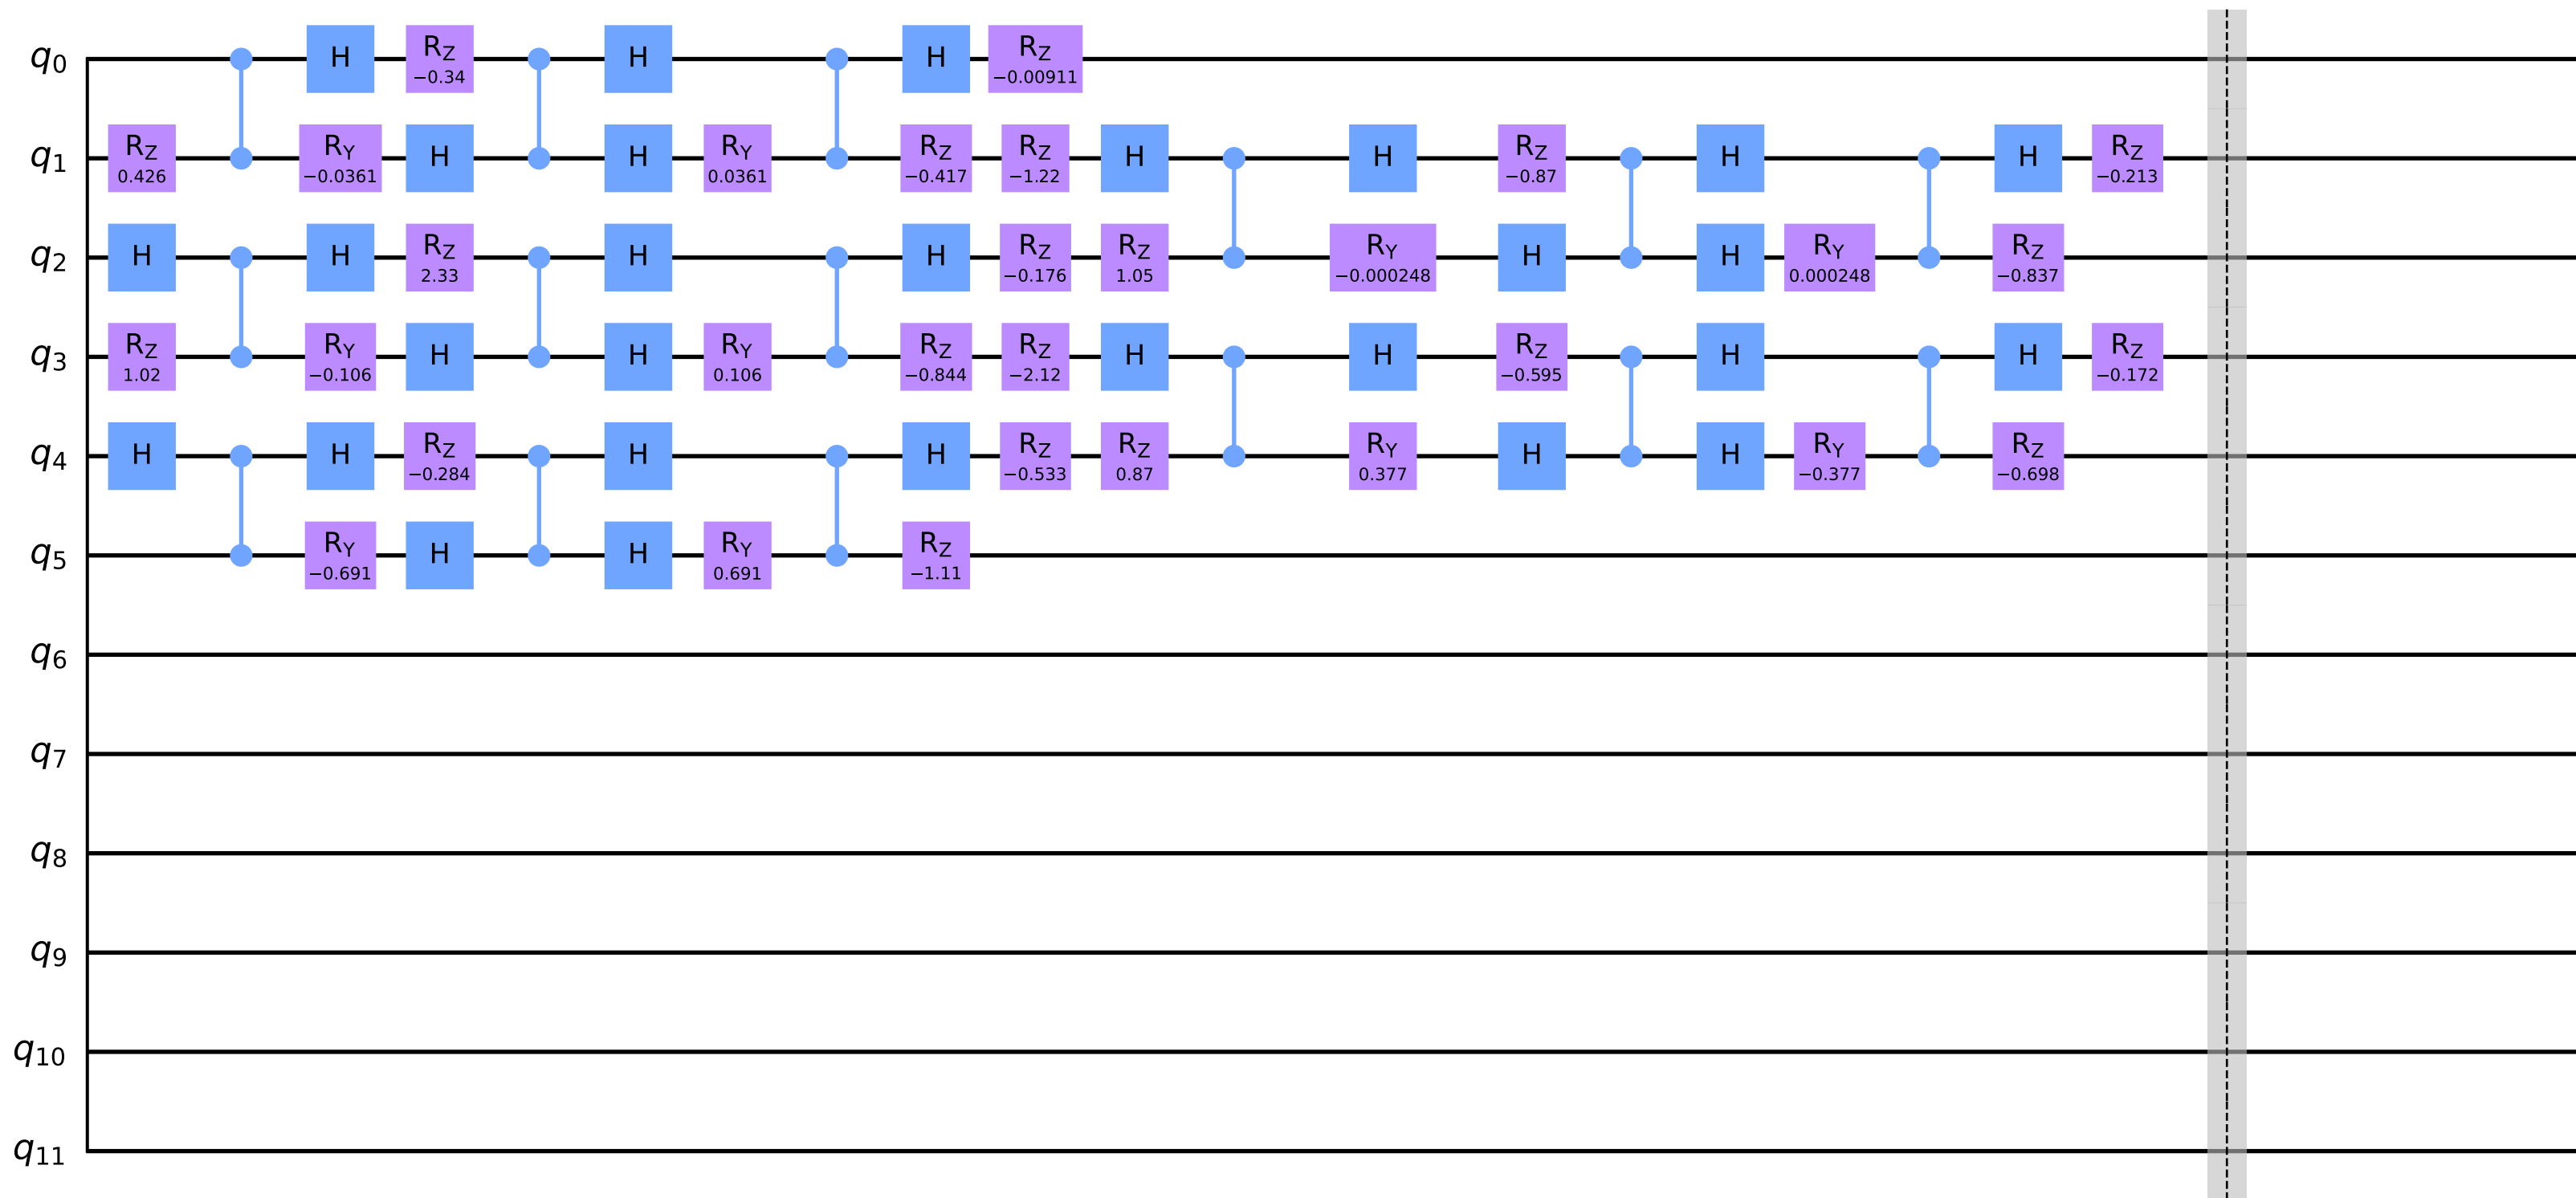 q0 H RZ −0.34 H H RZ −0.00911
q1 RZ 0.426 RY −0.0361 H H RY 0.0361 RZ −0.417 RZ −1.22 H H RZ −0.87 H H RZ −0.213
q2 H H RZ 2.33 H H RZ −0.176 RZ 1.05 RY −0.000248 H H RY 0.000248 RZ −0.837
q3 RZ 1.02 RY −0.106 H H RY 0.106 RZ −0.844 RZ −2.12 H H RZ −0.595 H H RZ −0.172
q4 H H RZ −0.284 H H RZ −0.533 RZ 0.87 RY 0.377 H H RY −0.377 RZ −0.698
q5 RY −0.691 H H RY 0.691 RZ −1.11
q6
q7
q8
q9
q10
q11